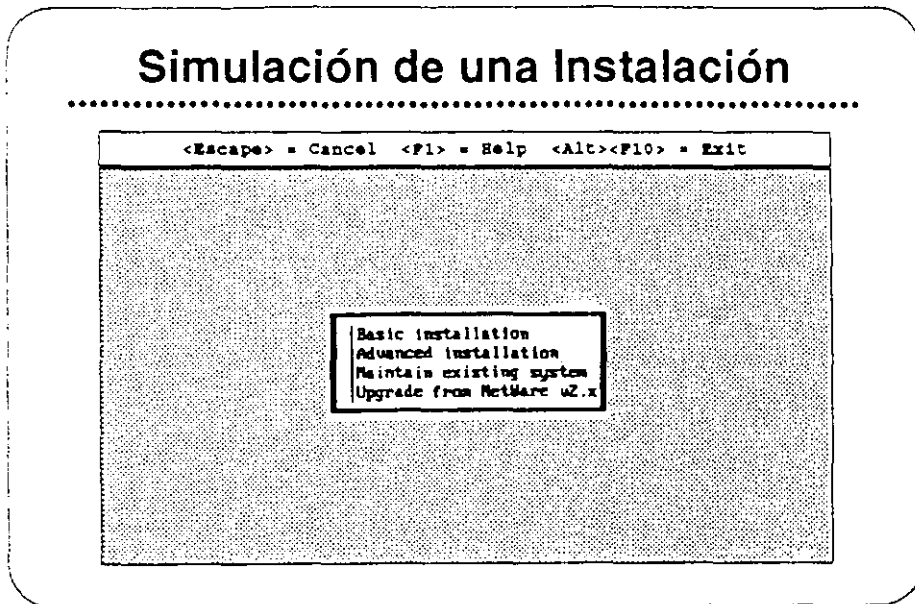 Simulación de una Instalación
<Escape> = Cancel <F1> = Help <Alt><F10> = Exit
Basic installation
Advanced installation
Maintain existing system
Upgrade from NetWare v2.x